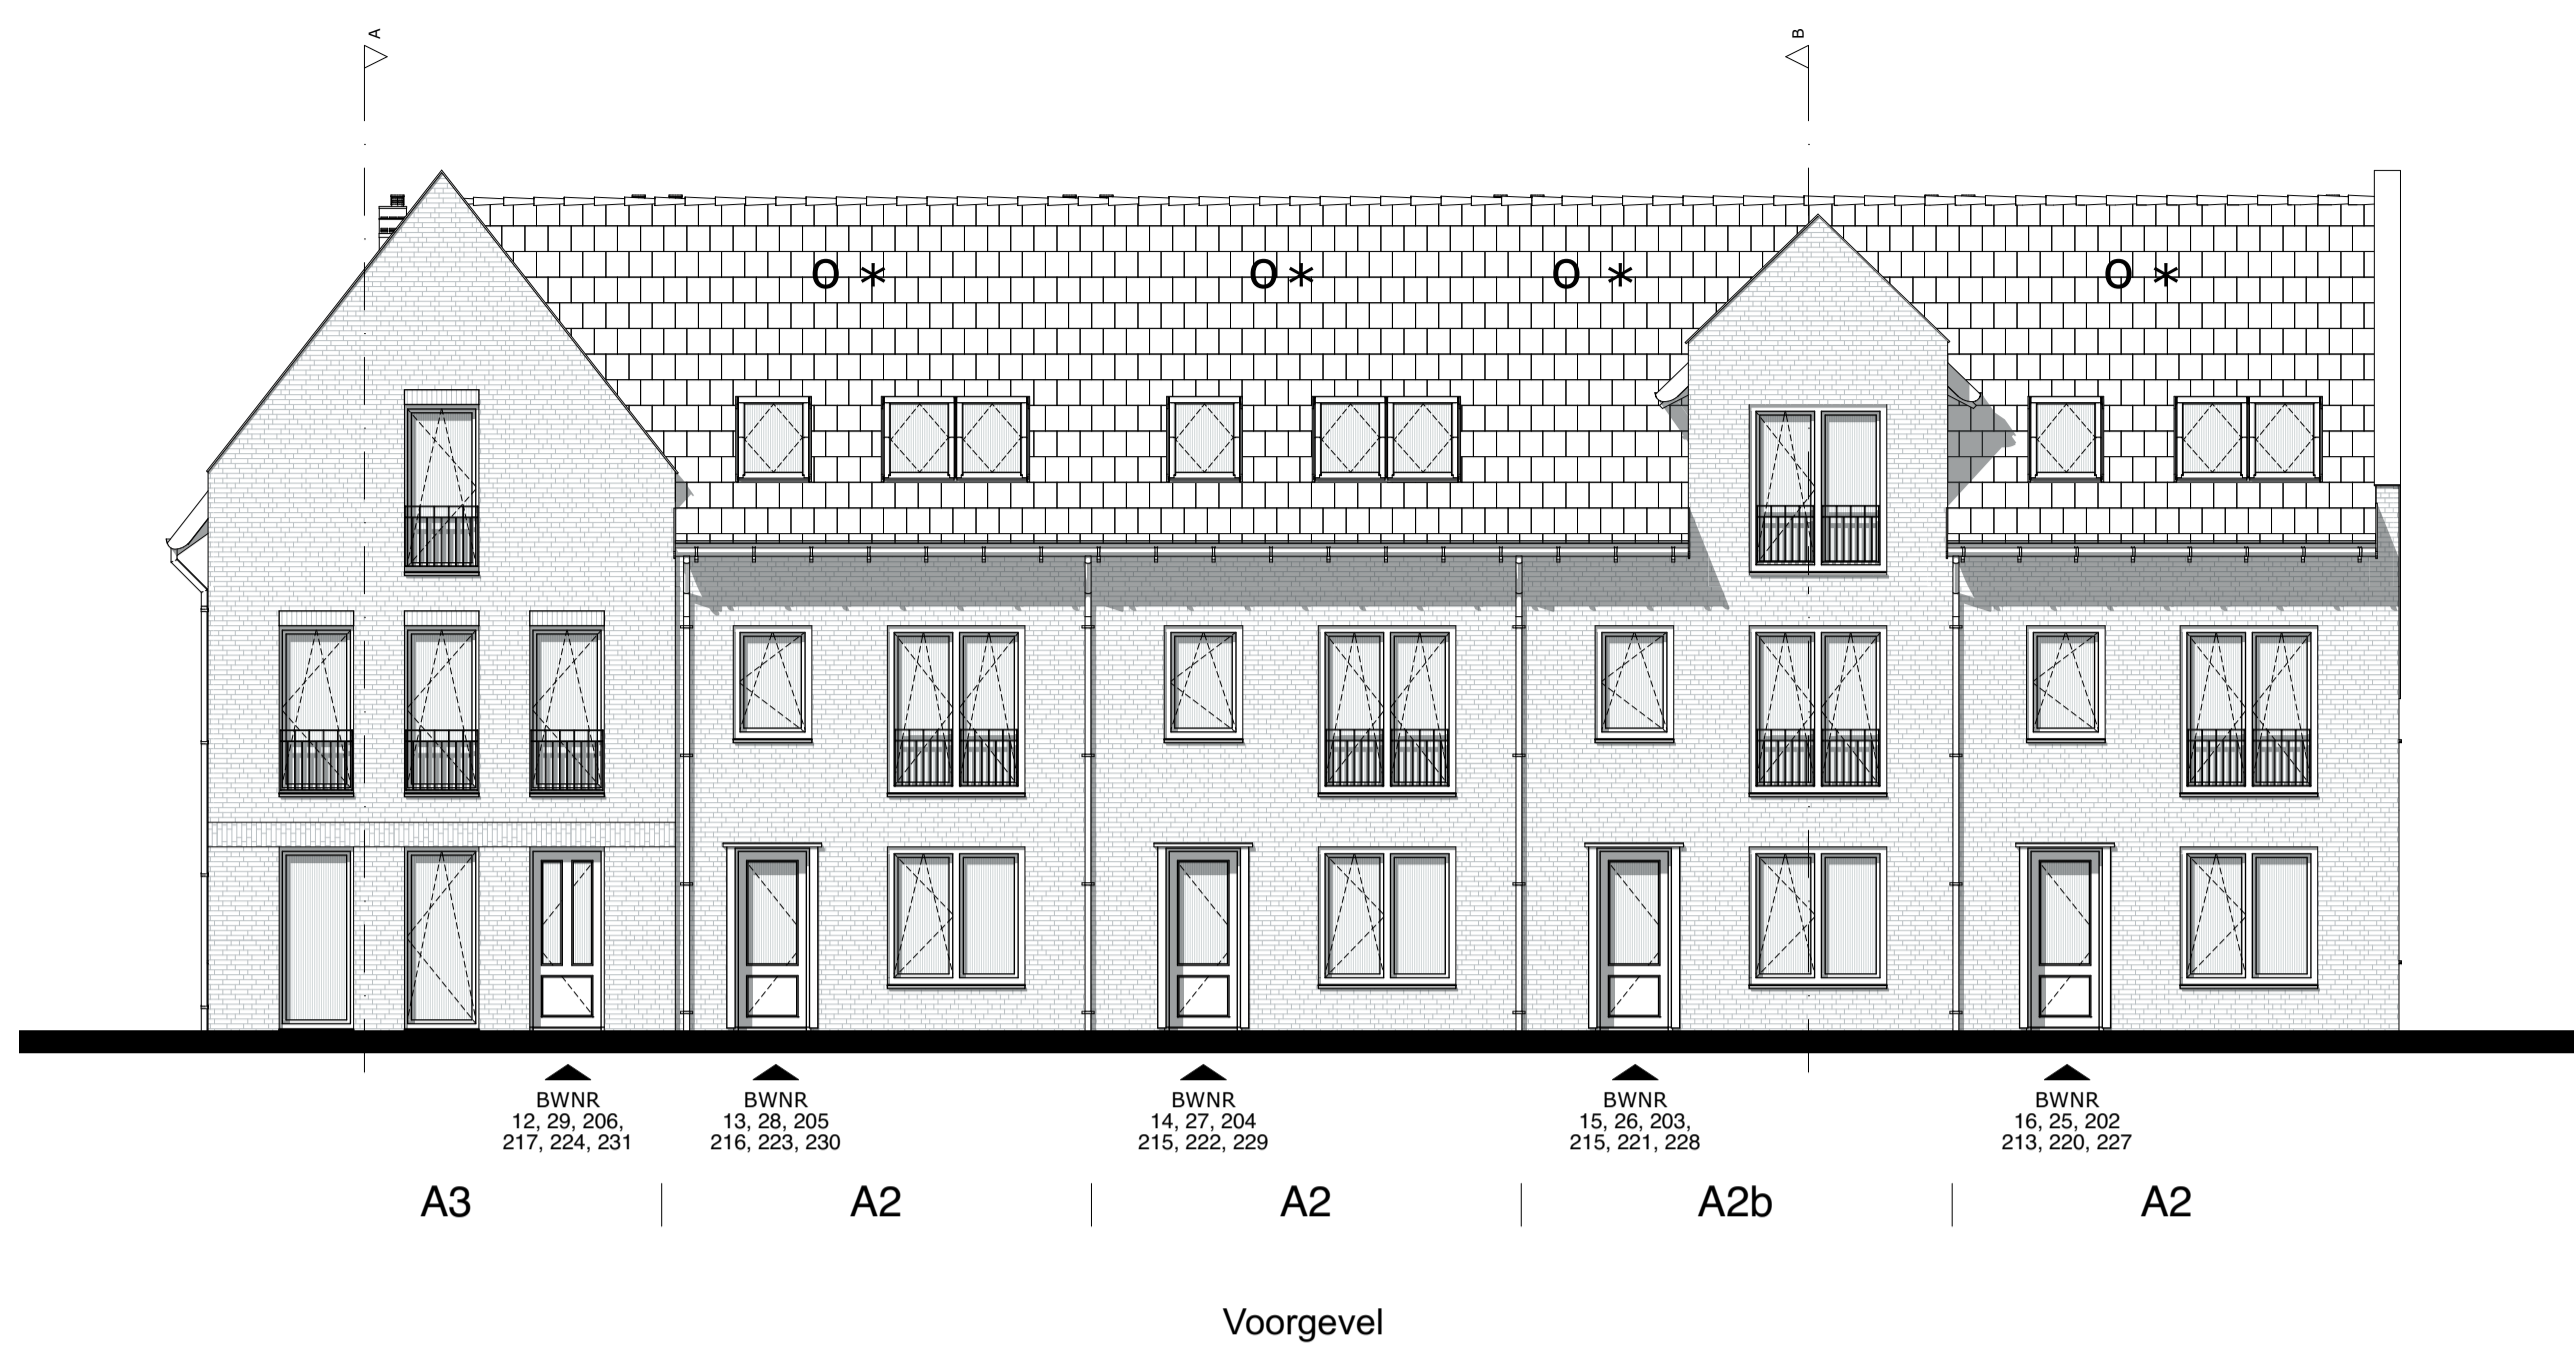 A
B
O * O * O * O *
BWNR
12, 29, 206,
217, 224, 231
BWNR
13, 28, 205
216, 223, 230
BWNR
14, 27, 204
215, 222, 229
BWNR
15, 26, 203,
215, 221, 228
BWNR
16, 25, 202
213, 220, 227
A3
A2
A2
A2b
A2
Voorgevel